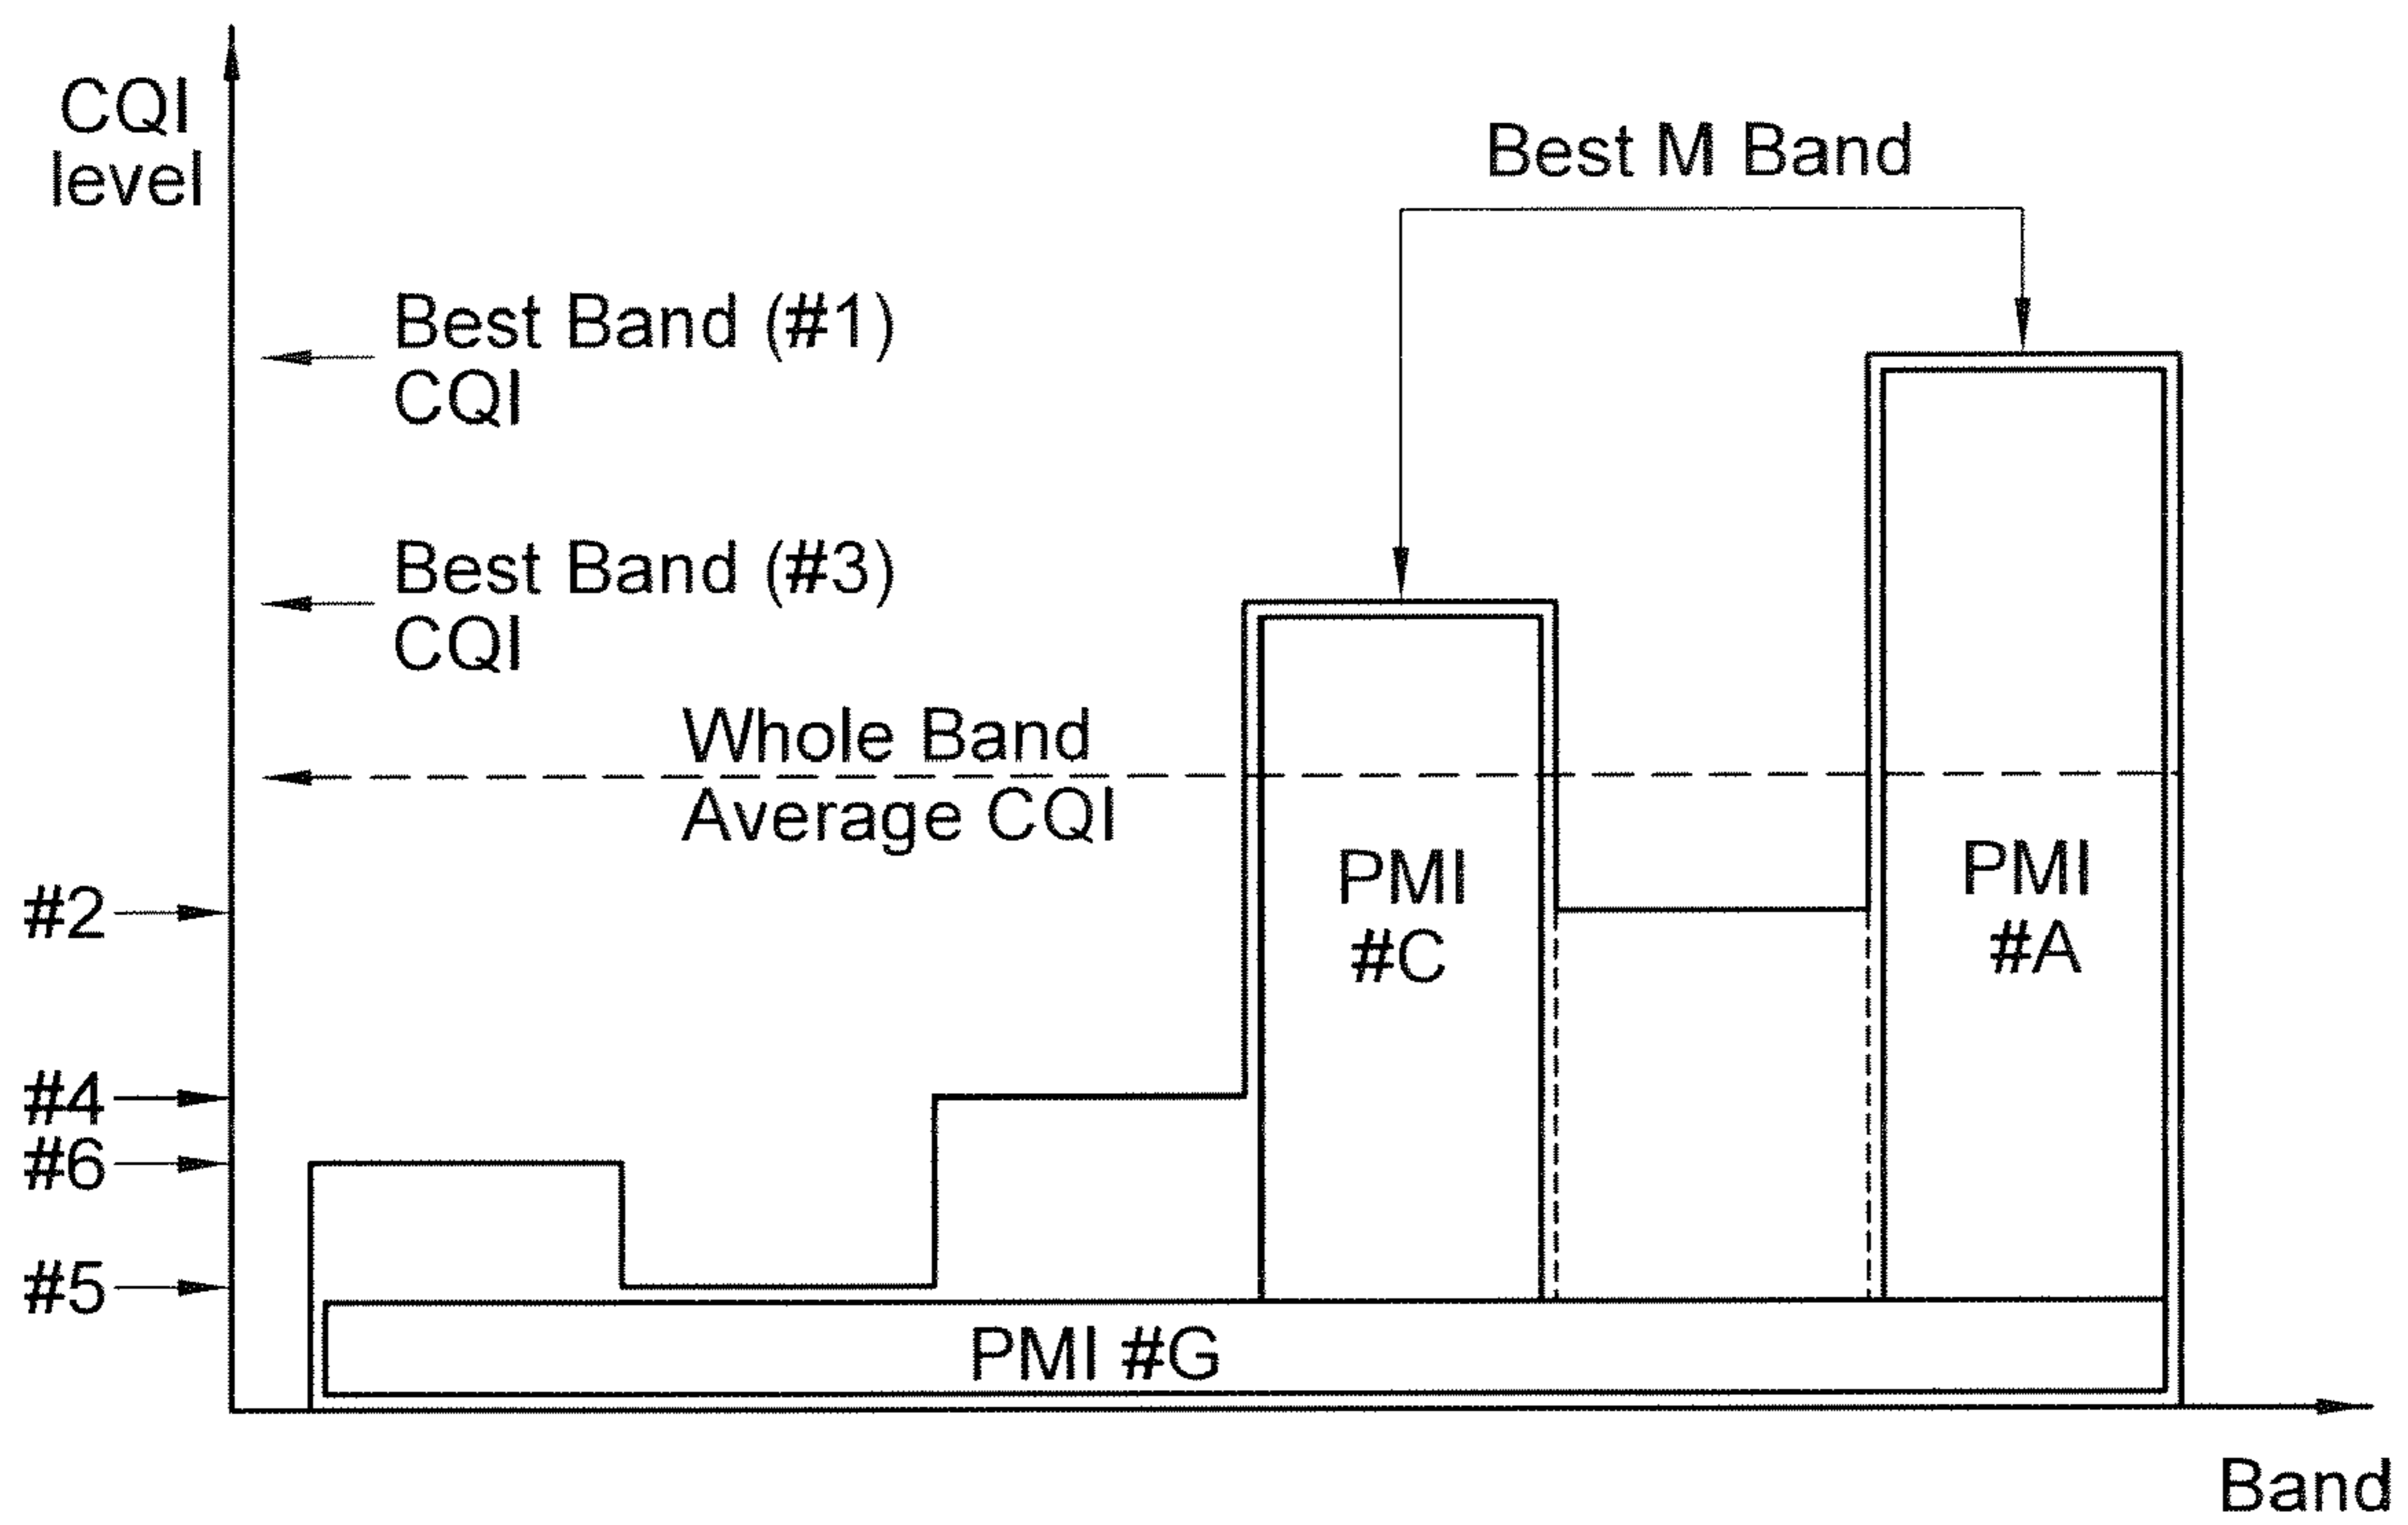 CQI
level
Best M Band
Best Band (#1)
CQI
Best Band (#3)
CQI
Whole Band
Average CQI
PMI
#C
PMI
#A
#2
#4
#6
#5
PMI #G
Band